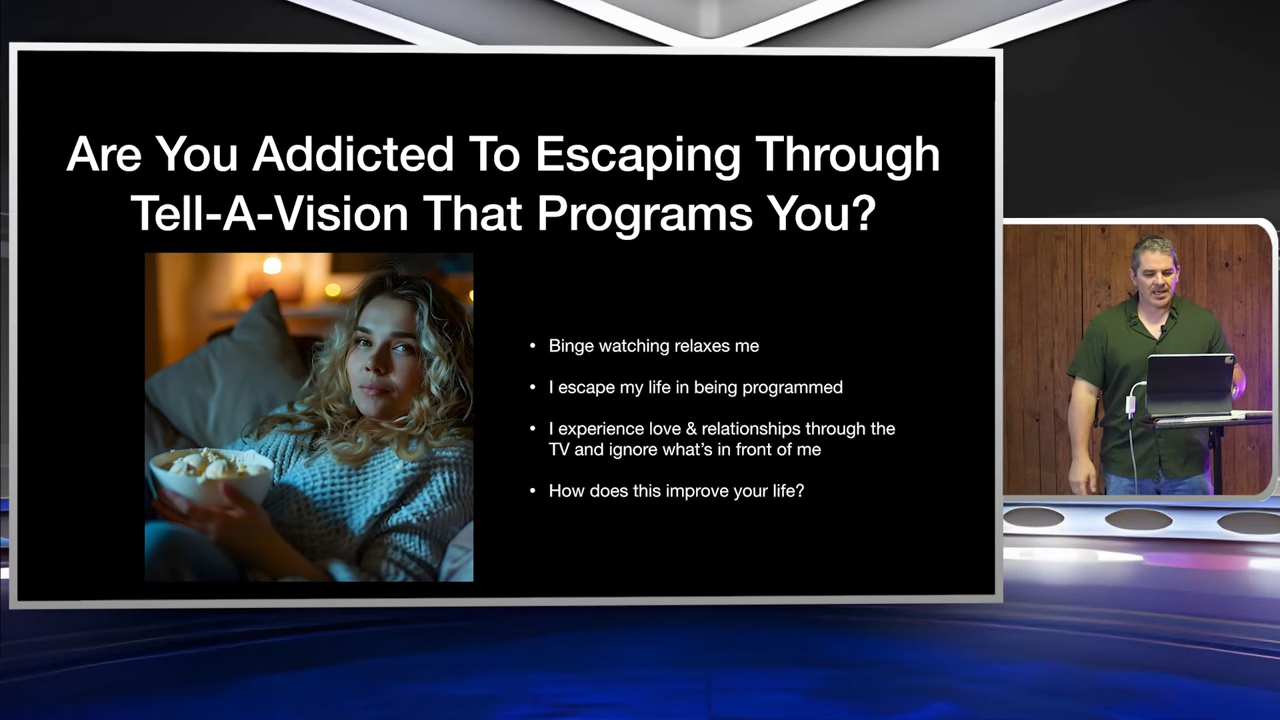 Are You Addicted To Escaping Through
Tell-A-Vision That Programs You?
• Binge watching relaxes me
• I escape my life in being programmed
• I experience love & relationships through the
TV and ignore what's in front of me
• How does this improve your life?